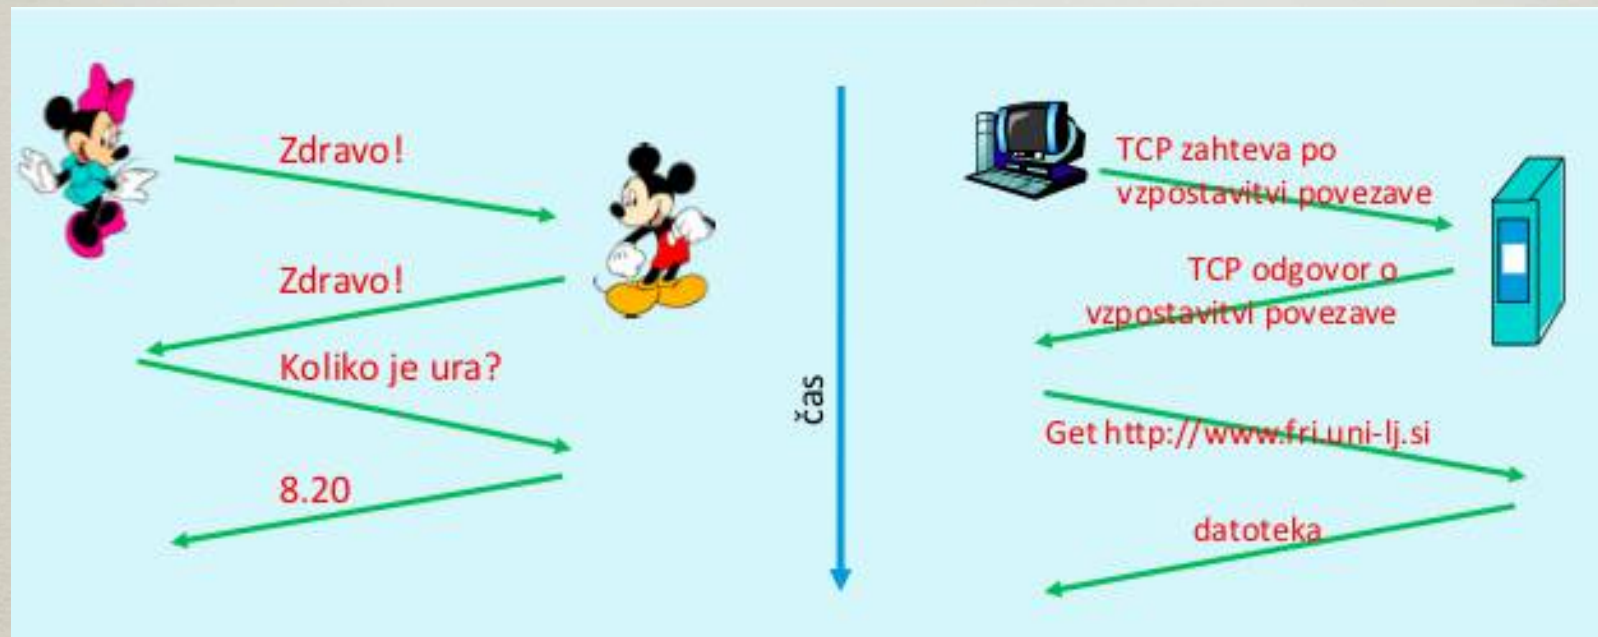 Zdravo!
Zdravo!
Koliko je ura?
8.20
čas
TCP zahteva po
vzpostavitvi povezave
TCP odgovor o
vzpostavitvi povezave
Get http://www.fri.uni-lj.si
datoteka